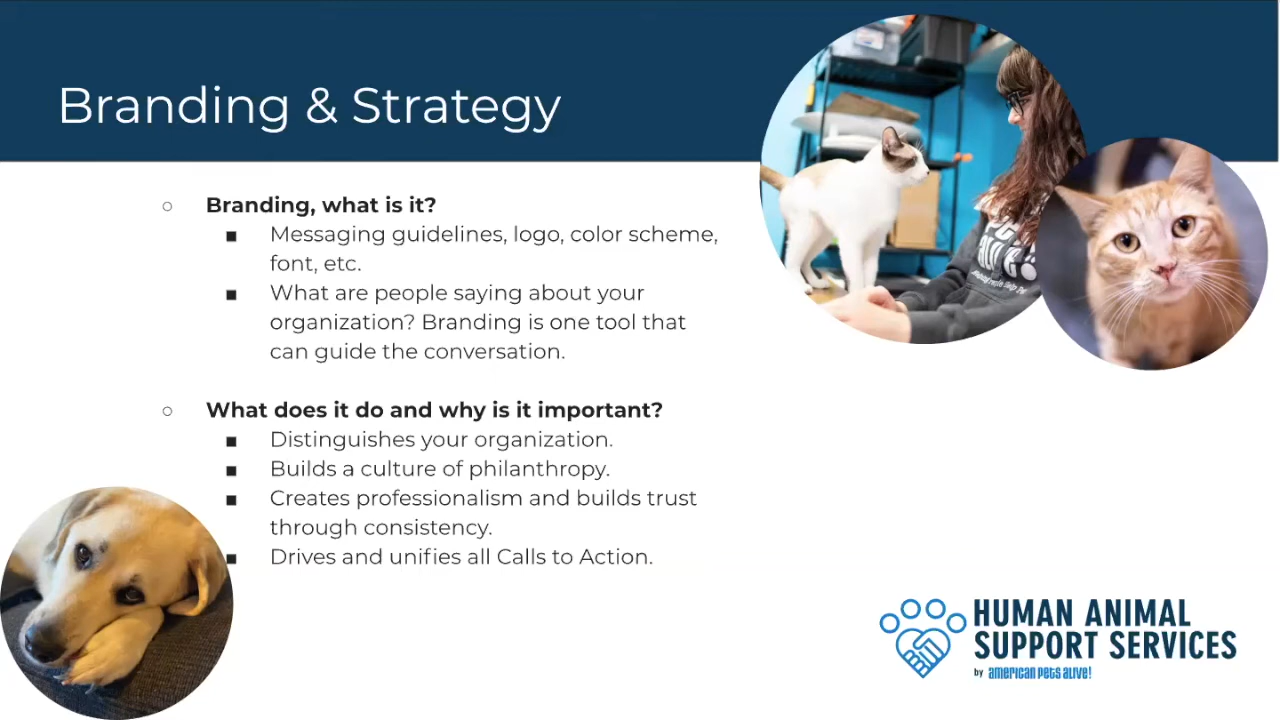 Branding & Strategy
○ Branding, what is it?
■ Messaging guidelines, logo, color scheme,
font, etc.
■ What are people saying about your
organization? Branding is one tool that
can guide the conversation.
○ What does it do and why is it important?
■ Distinguishes your organization.
■ Builds a culture of philanthropy.
■ Creates professionalism and builds trust
through consistency.
■ Drives and unifies all Calls to Action.
HUMAN ANIMAL
SUPPORT SERVICES
by american pets alive!